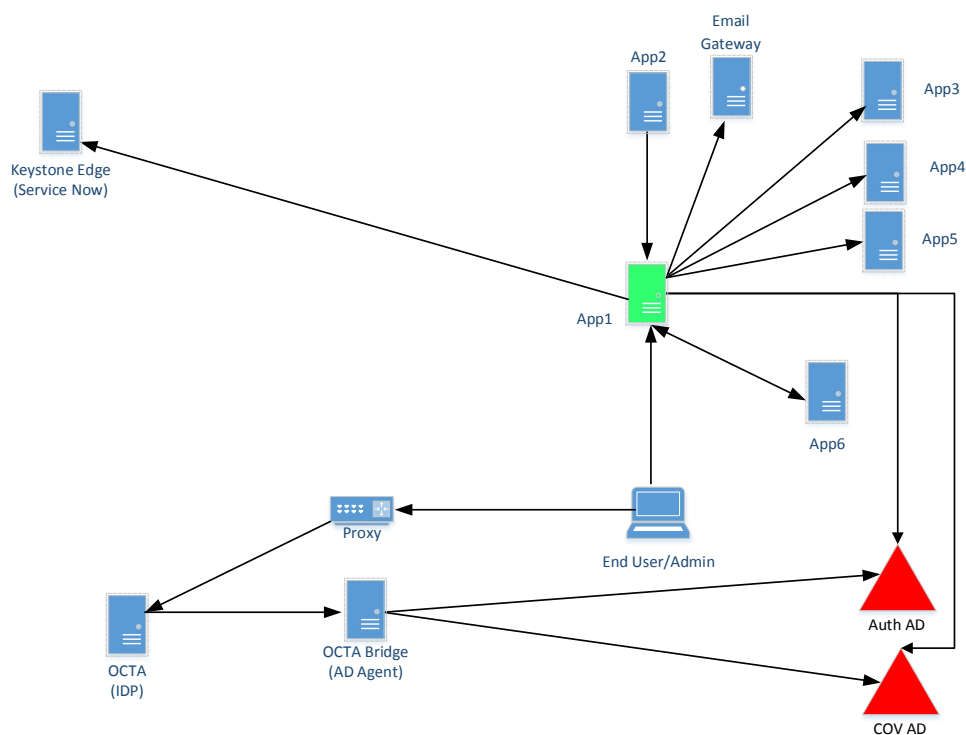 Email
Gateway
App2
App3
Keystone Edge
(Service Now)
App4
App5
App1
App6
Proxy
End User/Admin
Auth AD
OCTA
(IDP)
OCTA Bridge
(AD Agent)
COV AD